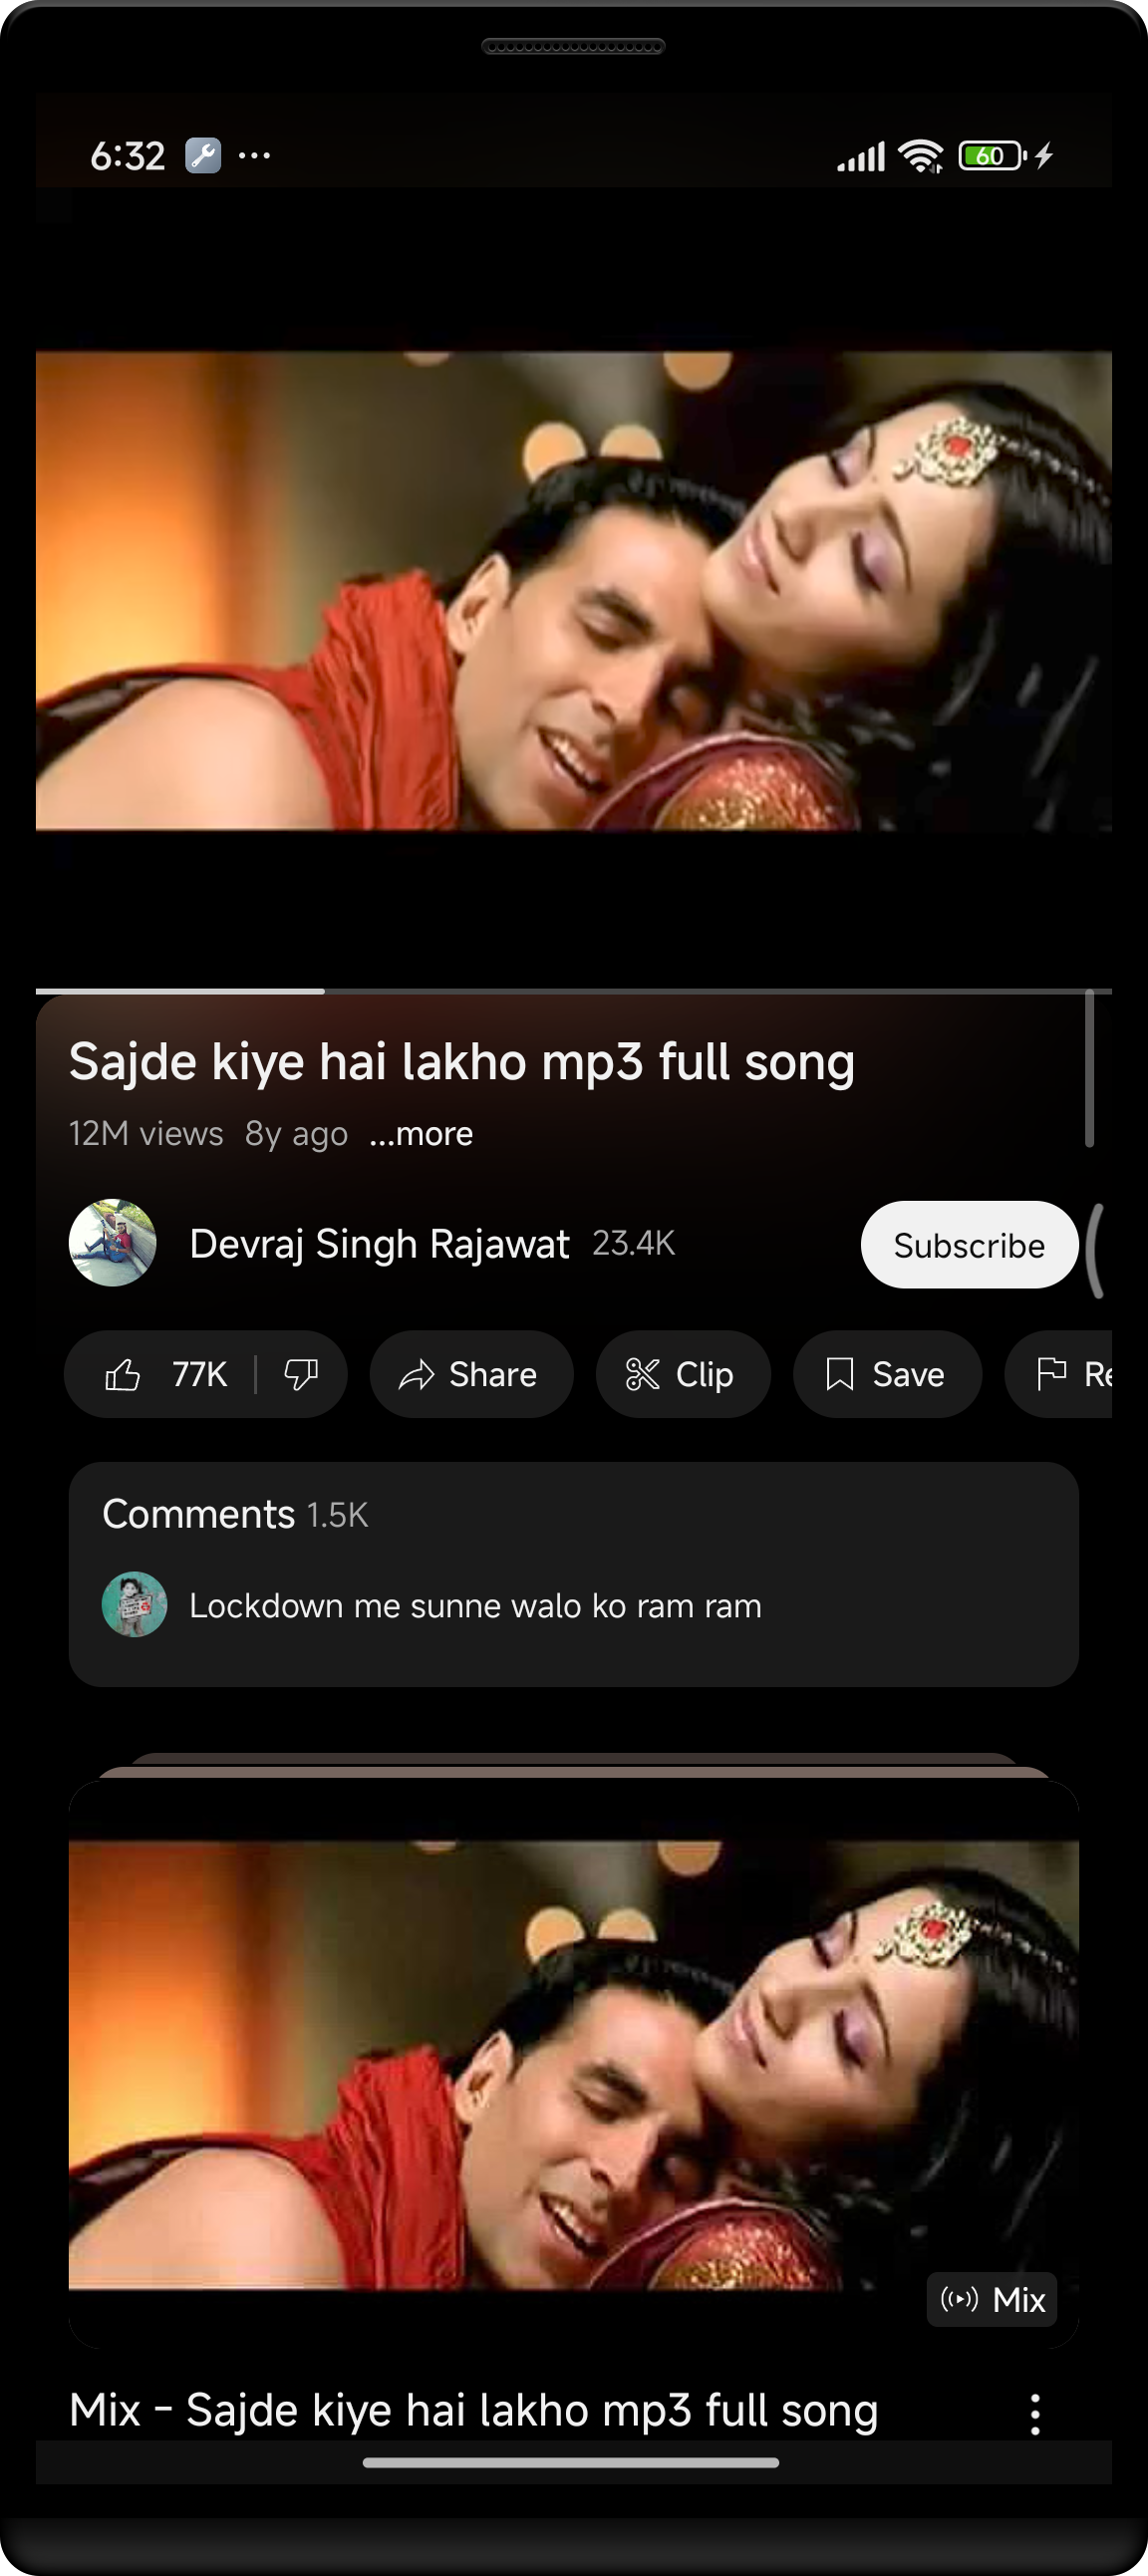 6:32
60
Sajde kiye hai lakho mp3 full song
12M views 8y ago ...more
Devraj Singh Rajawat 23.4K
Subscribe
77K Share Clip Save Re
Comments 1.5K
Lockdown me sunne walo ko ram ram
Mix
Mix - Sajde kiye hai lakho mp3 full song